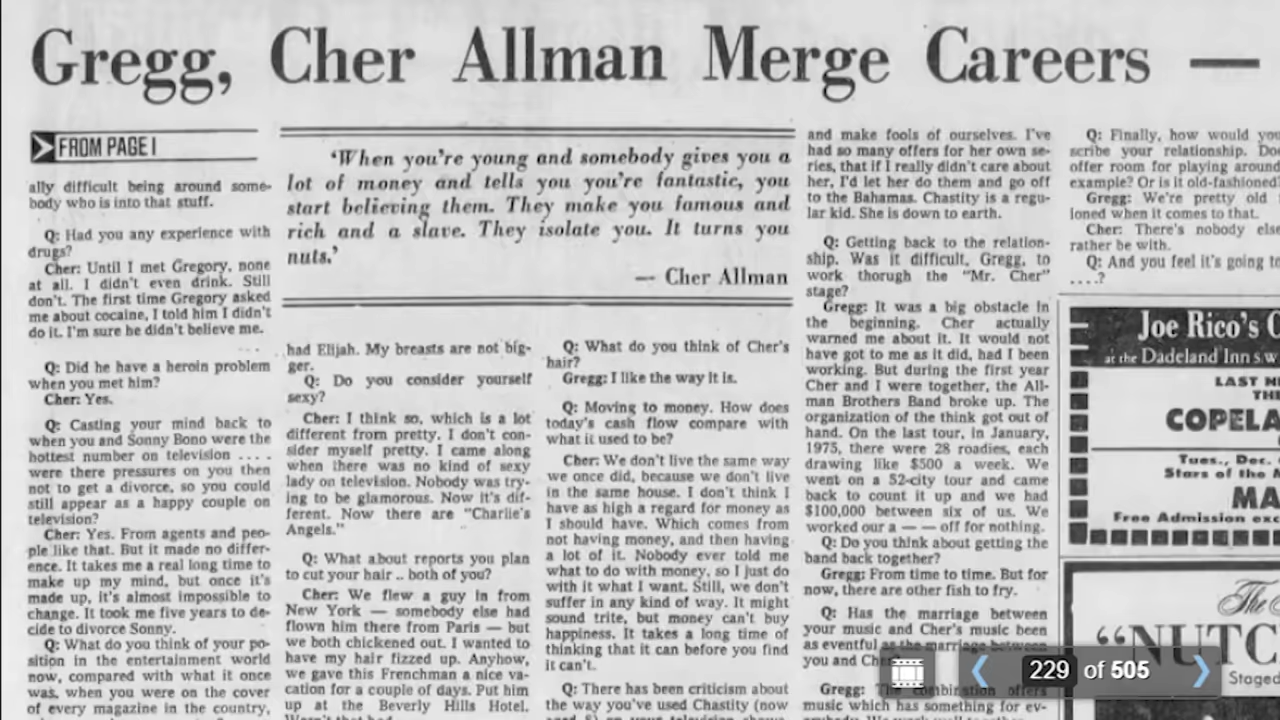 Gregg, Cher Allman Merge Careers —
FROM PAGE 1
ally difficult being around some-
body who is into that stuff.
Q: Had you any experience with
drugs?
Cher: Until I met Gregory, none
at all. I didn't even drink. Still
don't. The first time Gregory asked
me about cocaine, I told him I didn't
do it. I'm sure he didn't believe me.
Q: Did he have a heroin problem
when you met him?
Cher: Yes.
Q: Casting your mind back to
when you and Sonny Bono were the
hottest number on television . . . .
were there pressures on you then
not to get a divorce, so you could
still appear as a happy couple on
television?
Cher: Yes. From agents and peo-
ple like that. But it made no differ-
ence. It takes me a real long time to
make up my mind, but once it's
made up, it's almost impossible to
change. It took me five years to de-
cide to divorce Sonny.
Q: What do you think of your po-
sition in the entertainment world
now, compared with what it once
was, when you were on the cover
of every magazine in the country,
'When you're young and somebody gives you a
lot of money and tells you you're fantastic, you
start believing them. They make you famous and
rich and a slave. They isolate you. It turns you
nuts.'
— Cher Allman
had Elijah. My breasts are not big-
ger.
Q: Do you consider yourself
sexy?
Cher: I think so, which is a lot
different from pretty. I don't con-
sider myself pretty. I came along
when there was no kind of sexy
lady on television. Nobody was try-
ing to be glamorous. Now it's dif-
ferent. Now there are "Charlie's
Angels."
Q: What about reports you plan
to cut your hair .. both of you?
Cher: We flew a guy in from
New York — somebody else had
flown him there from Paris — but
we both chickened out. I wanted to
have my hair fizzed up. Anyhow,
we gave this Frenchman a nice va-
cation for a couple of days. Put him
up at the Beverly Hills Hotel.
Q: What do you think of Cher's
hair?
Gregg: I like the way it is.
Q: Moving to money. How does
today's cash flow compare with
what it used to be?
Cher: We don't live the same way
we once did, because we don't live
in the same house. I don't think I
have as high a regard for money as
I should have. Which comes from
not having money, and then having
a lot of it. Nobody ever told me
what to do with money, so I just do
with it what I want. Still, we don't
suffer in any kind of way. It might
sound trite, but money can't buy
happiness. It takes a long time of
thinking that it can before you find
it can't.
Q: There has been criticism about
the way you've used Chastity (now
and make fools of ourselves. I've
had so many offers for her own se-
ries, that if I really didn't care about
her, I'd let her do them and go off
to the Bahamas. Chastity is a regu-
lar kid. She is down to earth.
Q: Getting back to the relation-
ship. Was it difficult, Gregg, to
work thorugh the "Mr. Cher"
stage?
Gregg: It was a big obstacle in
the beginning. Cher actually
warned me about it. It would not
have got to me as it did, had I been
working. But during the first year
Cher and I were together, the All-
man Brothers Band broke up. The
organization of the think got out of
hand. On the last tour, in January,
1975, there were 28 roadies, each
drawing like $500 a week. We
went on a 52-city tour and came
back to count it up and we had
$100,000 between six of us. We
worked our a — — off for nothing.
Q: Do you think about getting the
band back together?
Gregg: From time to time. But for
now, there are other fish to fry.
Q: Has the marriage between
your music and Cher's music been
as eventful as the marriage between
you and
Gregg: The combination offers
music which has something for ev-
Q: Finally, how would you
scribe your relationship. Do
offer room for playing around
example? Or is it old-fashioned
Gregg: We're pretty old
ioned when it comes to that.
Cher: There's nobody else
rather be with.
Q: And you feel it's going to
. . . .?
Joe Rico's
at the Dadeland Inn
LAST
COPELA
Tues., Dec.
Stars of the
MA
Free Admission
The
"NUTC
Staged
229 of 505